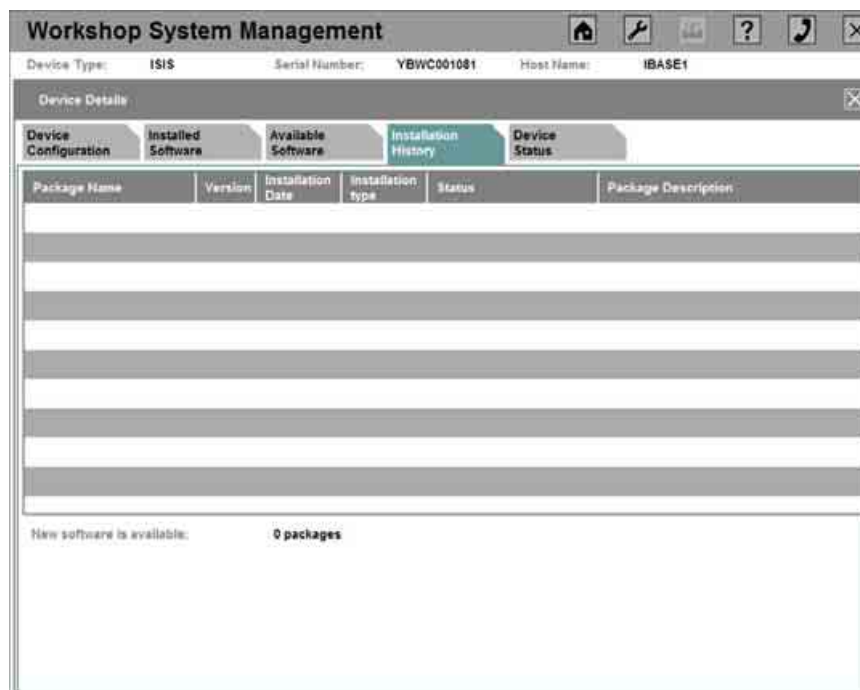 Workshop System Management
Device Type: ISIS Serial Number: YBWC001081 Host Name: IBASE1
Device Details
Device Configuration
Installed Software
Available Software
Installation History
Device Status
Package Name
Version
Installation Date
Installation type
Status
Package Description
New software is available: 0 packages